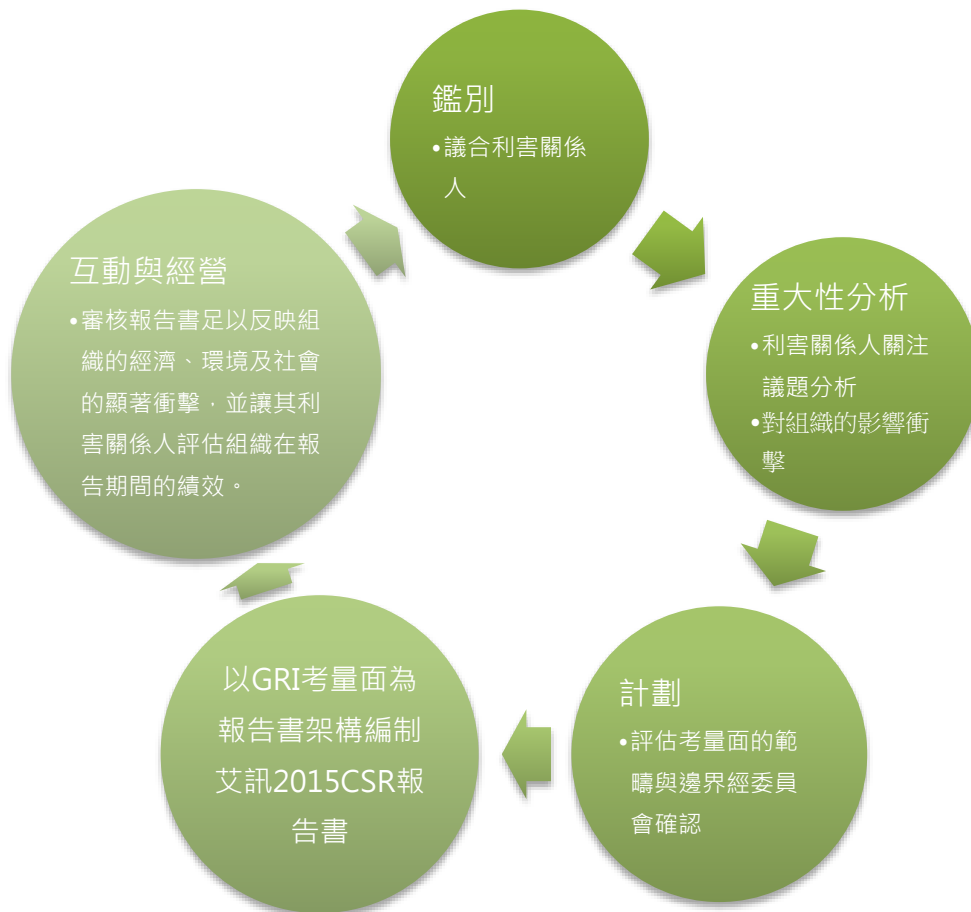 鑑別
•議合利害關係
人
重大性分析
•利害關係人關注
議題分析
•對組織的影響衝
擊
計劃
•評估考量面的範
疇與邊界經委員
會確認
以GRI考量面為
報告書架構編制
艾訊2015CSR報
告書
互動與經營
•審核報告書足以反映組
織的經濟、環境及社會
的顯著衝擊，並讓其利
害關係人評估組織在報
告期間的績效。